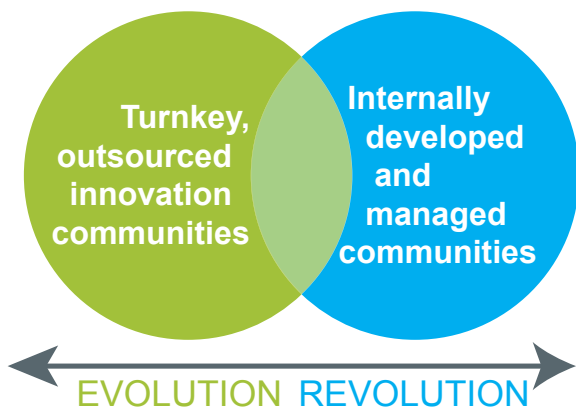 Turnkey,
outsourced
innovation
communities
Internally
developed
and
managed
communities
EVOLUTION REVOLUTION